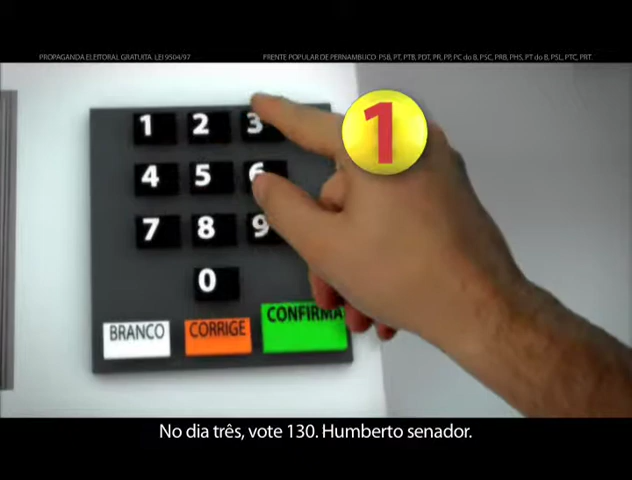 PROPAGANDA ELEITORAL GRATUITA. LEI 9504/97
FRENTE POPULAR DE PERNAMBUCO: PSB, PT, PTB, PDT, PR, PP, PC do B, PSC, PRB, PHS, PT do B, PSL, PTC, PRT.
1
1 2 3
4 5 6
7 8 9
0
BRANCO CORRIGE CONFIRMA
No dia três, vote 130. Humberto senador.